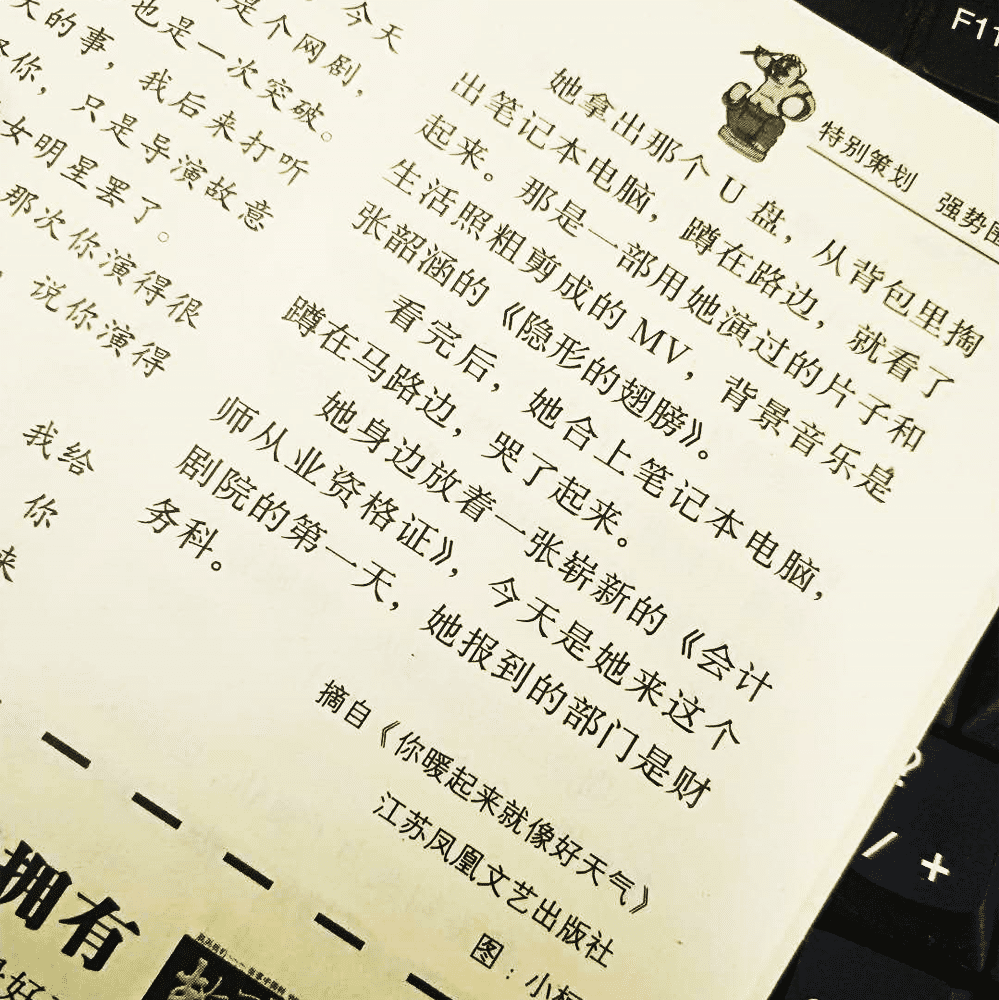 特别策划 强势围
今天
是个网剧，
也是一次突破。
天的事，我后来打听
你，只是导演故意
女明星罢了。
那次你演得很
，说你演得
我给
你
来
她拿出那个 U 盘，从背包里掏
出笔记本电脑，蹲在路边，就看了
起来。那是一部用她演过的片子和
生活照粗剪成的 MV，背景音乐是
张韶涵的《隐形的翅膀》。
看完后，她合上笔记本电脑，
蹲在马路边，哭了起来。
她身边放着一张崭新的《会计
师从业资格证》，今天是她来这个
剧院的第一天，她报到的部门是财
务科。
摘自《你暖起来就像好天气》
江苏凤凰文艺出版社
图：小
拥有
好
F11
/
+